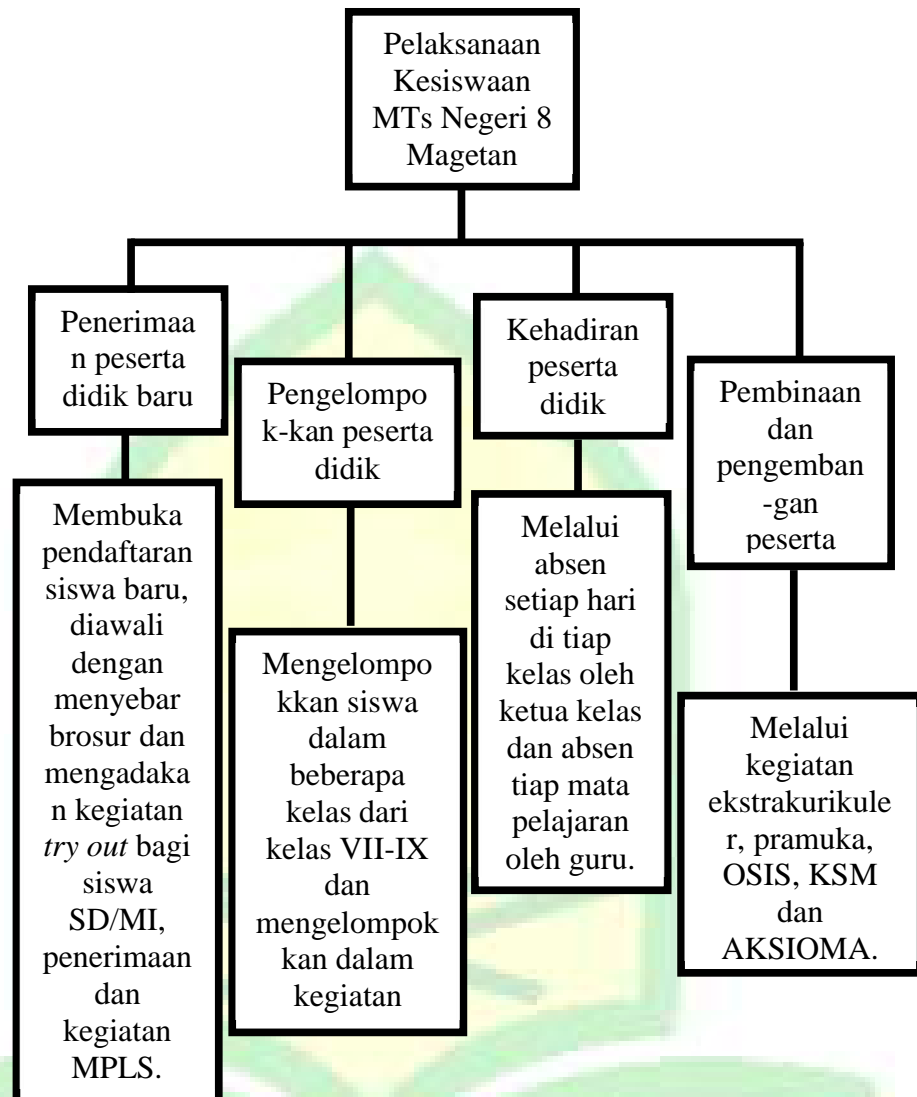 Pelaksanaan
Kesiswaan
MTs Negeri 8
Magetan
Penerimaa
n peserta
didik baru
Pengelompo
k-kan peserta
didik
Kehadiran
peserta
didik
Pembinaan
dan
pengemban
-gan
peserta
Membuka
pendaftaran
siswa baru,
diawali
dengan
menyebar
brosur dan
mengadaka
n kegiatan
try out bagi
siswa
SD/MI,
penerimaan
dan
kegiatan
MPLS.
Mengelompo
kkan siswa
dalam
beberapa
kelas dari
kelas VII-IX
dan
mengelompok
kan dalam
kegiatan
Melalui
absen
setiap hari
di tiap
kelas oleh
ketua kelas
dan absen
tiap mata
pelajaran
oleh guru.
Melalui
kegiatan
ekstrakurikule
r, pramuka,
OSIS, KSM
dan
AKSIOMA.